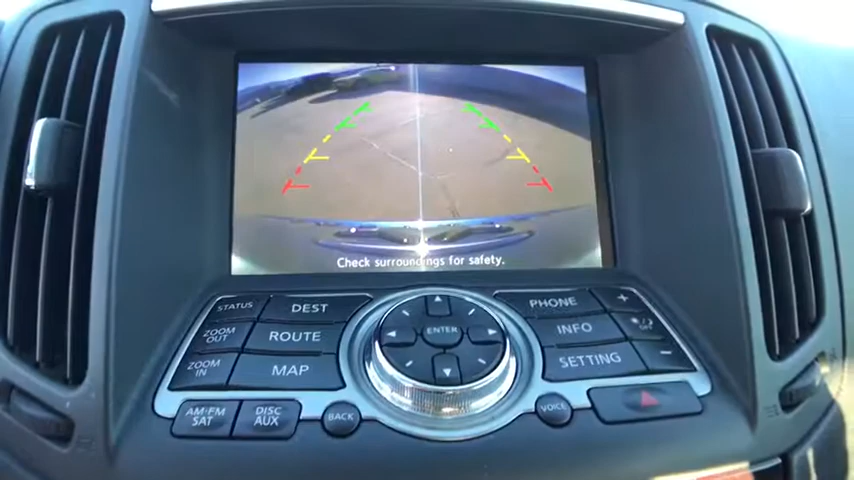 Check surroundings for safety.
STATUS
DEST
PHONE
ZOOM
OUT
ROUTE
ENTER
INFO
OFF
ZOOM
IN
MAP
SETTING
AM·FM
SAT
DISC
AUX
BACK
VOICE